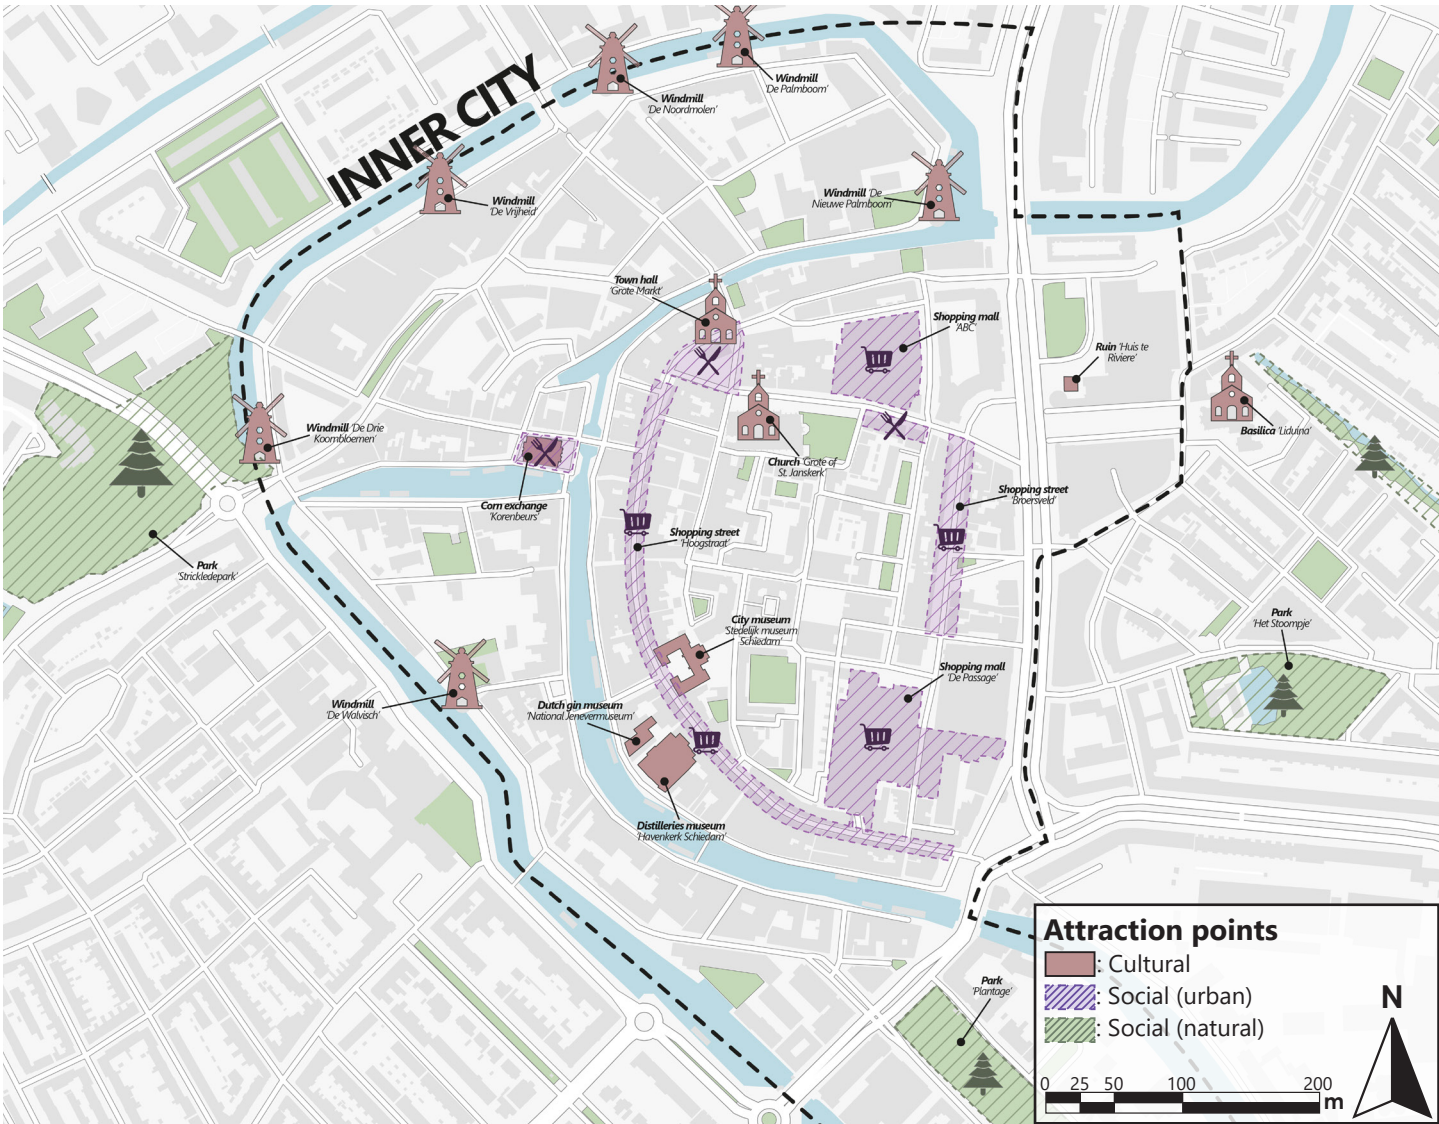 INNER CITY
Windmill
'De Palmboom'
Windmill
'De Noordmolen'
Windmill
'De Vrijheid'
Windmill 'De
Nieuwe Palmboom'
Town hall
'Grote Markt'
Shopping mall
'ABC'
Ruin 'Huis te
Riviere'
Windmill 'De Drie
Koornbloemen'
Basilica 'Liduina'
Church 'Grote of
St. Janskerk'
Corn exchange
'Korenbeurs'
Shopping street
'Broersveld'
Shopping street
'Hoogstraat'
Park
'Strickledepark'
City museum
'Stedelijk museum
Schiedam'
Park
'Het Stoompje'
Shopping mall
'De Passage'
Windmill
'De Walvisch'
Dutch gin museum
'National Jenevermuseum'
Distilleries museum
'Havenkerk Schiedam'
Park
'Plantage'
Attraction points
: Cultural
: Social (urban)
: Social (natural)
N
0 25 50 100 200
m